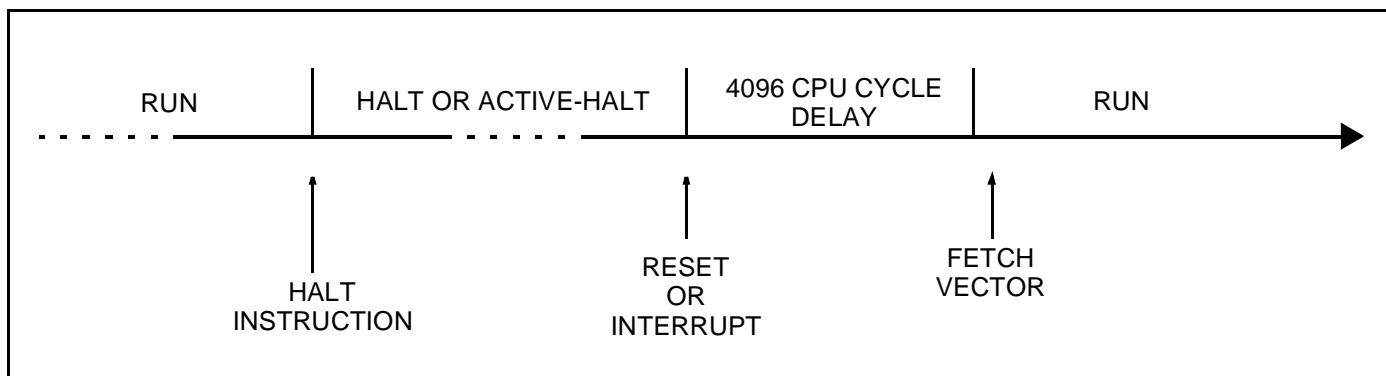 RUN
HALT OR ACTIVE-HALT
4096 CPU CYCLE
DELAY
RUN
HALT
INSTRUCTION
RESET
OR
INTERRUPT
FETCH
VECTOR